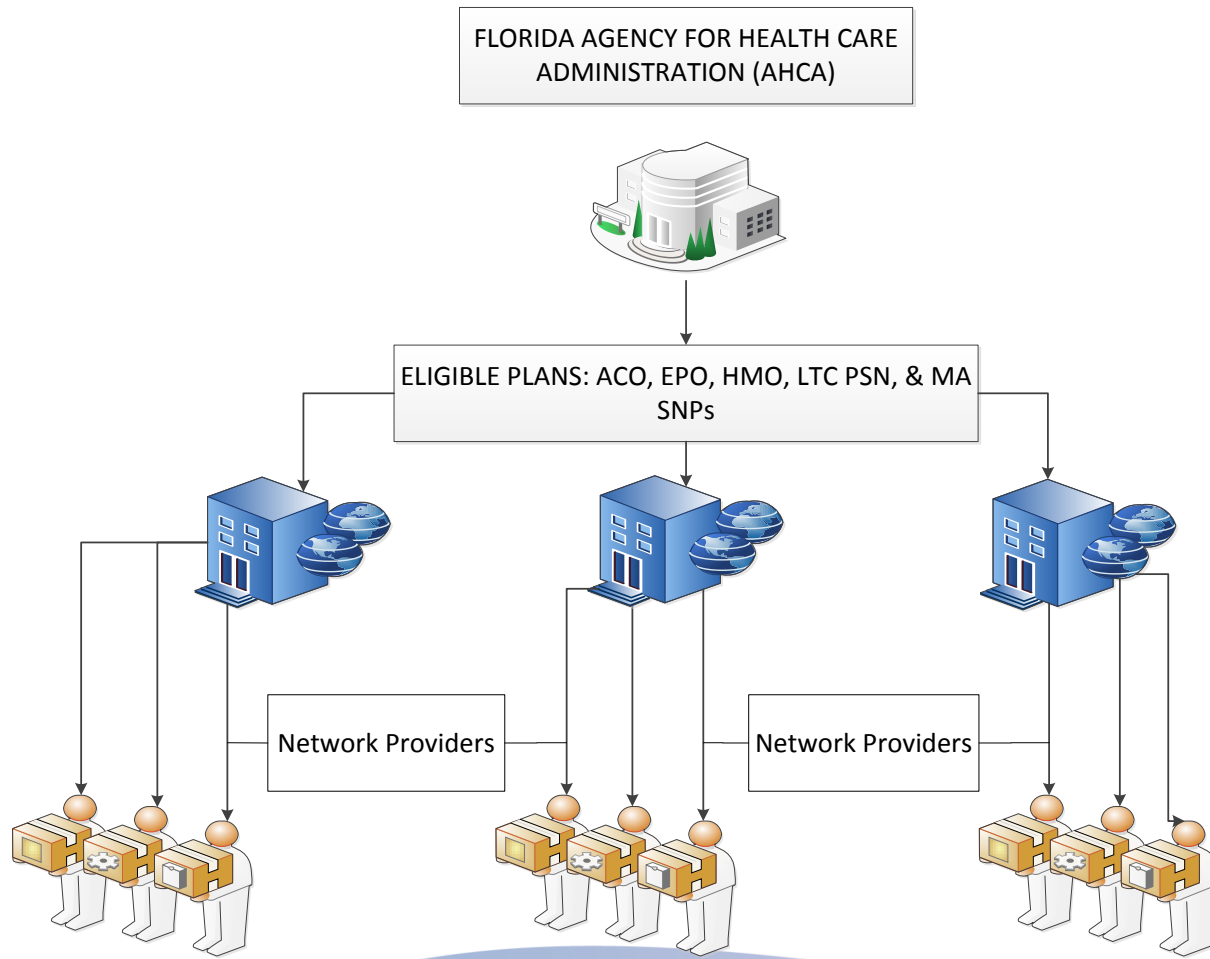 FLORIDA AGENCY FOR HEALTH CARE
ADMINISTRATION (AHCA)
ELIGIBLE PLANS: ACO, EPO, HMO, LTC PSN, & MA
SNPs
Network Providers
Network Providers